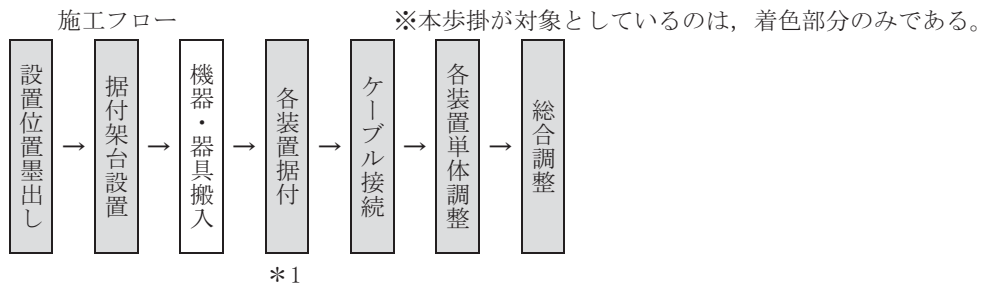 施工フロー
※本歩掛が対象としているのは，着色部分のみである。
設置位置墨出し
→
据付架台設置
→
機器・器具搬入
→
各装置据付
→
ケーブル接続
→
各装置単体調整
→
総合調整
＊1